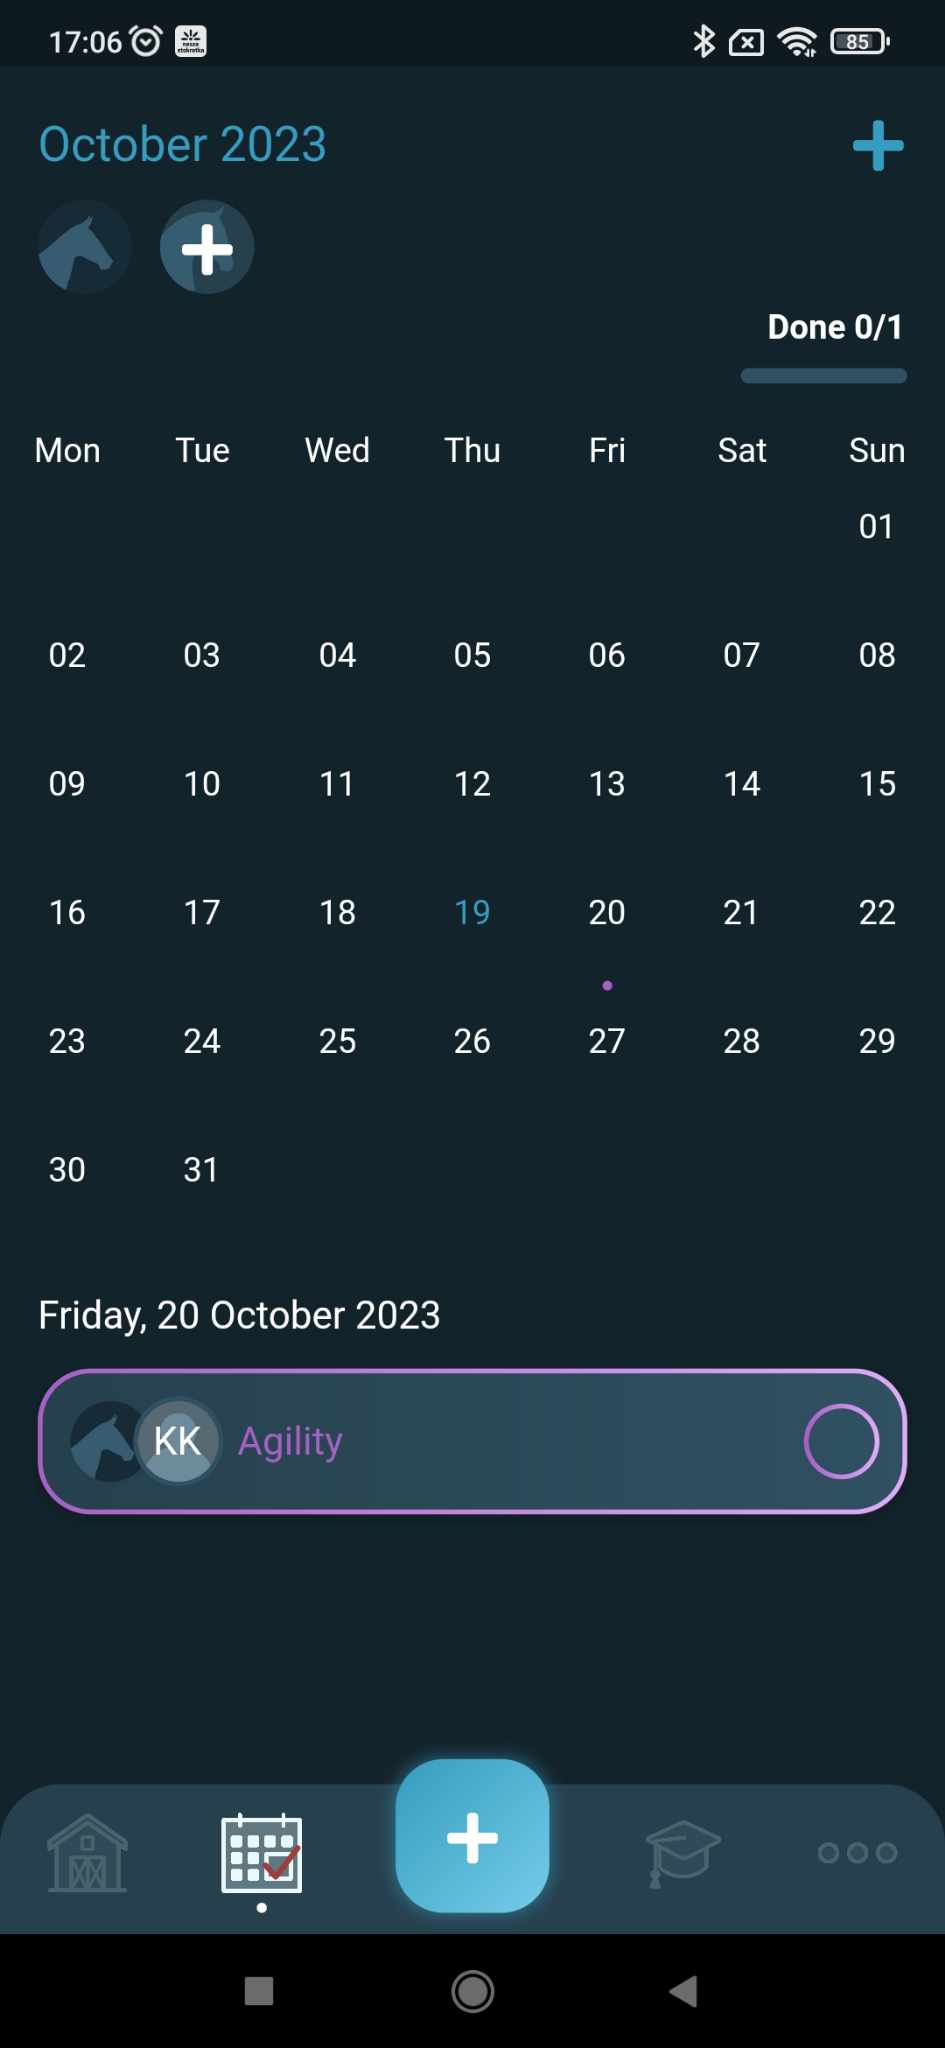 17:06
nasza
stokrotka
85
October 2023
Done 0/1
Mon Tue Wed Thu Fri Sat Sun
01
02 03 04 05 06 07 08
09 10 11 12 13 14 15
16 17 18 19 20 21 22
23 24 25 26 27 28 29
30 31
Friday, 20 October 2023
KK Agility